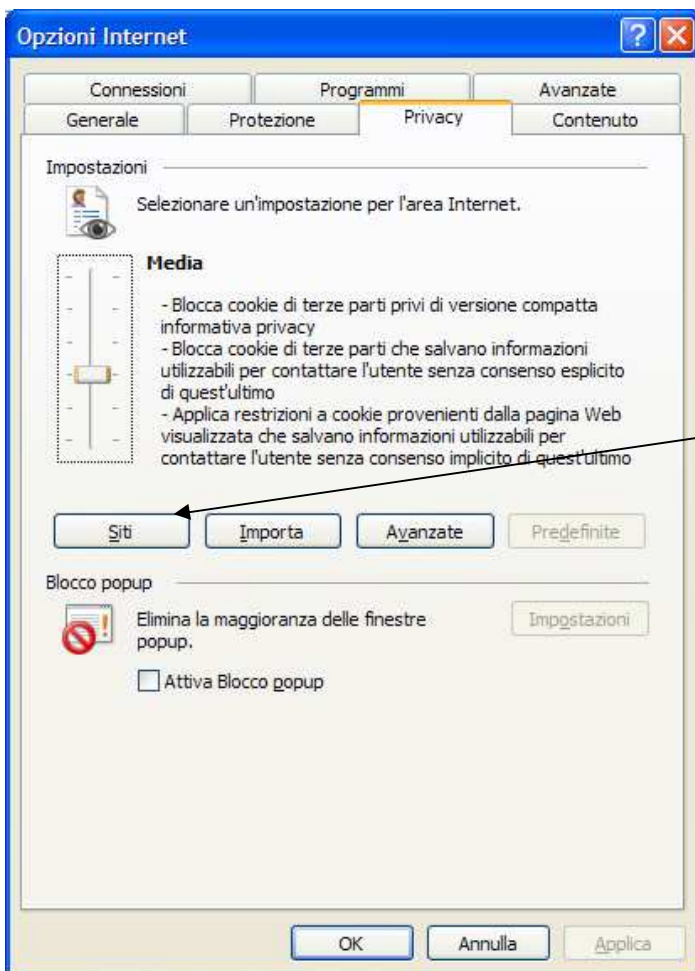 Opzioni Internet
Connessioni Programmi Avanzate
Generale Protezione Privacy Contenuto
Impostazioni
Selezionare un'impostazione per l'area Internet.
Media
- Blocca cookie di terze parti privi di versione compatta
informativa privacy
- Blocca cookie di terze parti che salvano informazioni
utilizzabili per contattare l'utente senza consenso esplicito
di quest'ultimo
- Applica restrizioni a cookie provenienti dalla pagina Web
visualizzata che salvano informazioni utilizzabili per
contattare l'utente senza consenso implicito di quest'ultimo
Siti Importa Avanzate Predefinite
Blocco popup
Elimina la maggioranza delle finestre
popup.
Impostazioni
Attiva Blocco popup
OK Annulla Applica